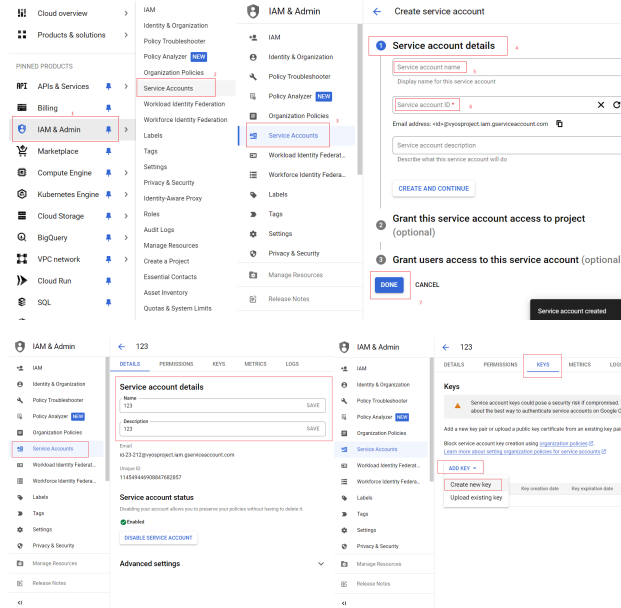 Cloud overview
Products & solutions
PINNED PRODUCTS
API APIs & Services
Billing
1
IAM & Admin
Marketplace
Compute Engine
Kubernetes Engine
Cloud Storage
BigQuery
VPC network
Cloud Run
SQL
IAM
Identity & Organization
Policy Troubleshooter
Policy Analyzer NEW
Organization Policies
2
Service Accounts
Workload Identity Federation
Workforce Identity Federation
Labels
Tags
Settings
Privacy & Security
Identity-Aware Proxy
Roles
Audit Logs
Manage Resources
Create a Project
Essential Contacts
Asset Inventory
Quotas & System Limits
IAM & Admin
IAM
Identity & Organization
Policy Troubleshooter
Policy Analyzer NEW
Organization Policies
3
Service Accounts
Workload Identity Federat...
Workforce Identity Federa...
Labels
Tags
Settings
Privacy & Security
Manage Resources
Release Notes
Create service account
1 Service account details
4
Service account name
5
Display name for this service account
Service account ID *
6
Email address: <id>@vyosproject.iam.gserviceaccount.com
Service account description
Describe what this service account will do
CREATE AND CONTINUE
2 Grant this service account access to project
(optional)
3 Grant users access to this service account (optional
DONE CANCEL
7
Service account created
IAM & Admin
IAM
Identity & Organization
Policy Troubleshooter
Policy Analyzer NEW
Organization Policies
Service Accounts
Workload Identity Federat...
Workforce Identity Federa...
Labels
Tags
Settings
Privacy & Security
Manage Resources
Release Notes
123
DETAILS PERMISSIONS KEYS METRICS LOGS
Service account details
Name
123 SAVE
Description
123 SAVE
Email
id-23-212@vyosproject.iam.gserviceaccount.com
Unique ID
114549446908847682857
Service account status
Disabling your account allows you to preserve your policies without having to delete it.
Enabled
DISABLE SERVICE ACCOUNT
Advanced settings
IAM & Admin
IAM
Identity & Organization
Policy Troubleshooter
Policy Analyzer NEW
Organization Policies
Service Accounts
Workload Identity Federat...
Workforce Identity Federa...
Labels
Tags
Settings
Privacy & Security
Manage Resources
Release Notes
123
DETAILS PERMISSIONS KEYS METRICS LOGS
Keys
Service account keys could pose a security risk if compromised.
about the best way to authenticate service accounts on Google C
Add a new key pair or upload a public key certificate from an existing key pai
Block service account key creation using organization policies
Learn more about setting organization policies for service accounts
ADD KEY
Create new key
Upload existing key
Key creation date Key expiration date